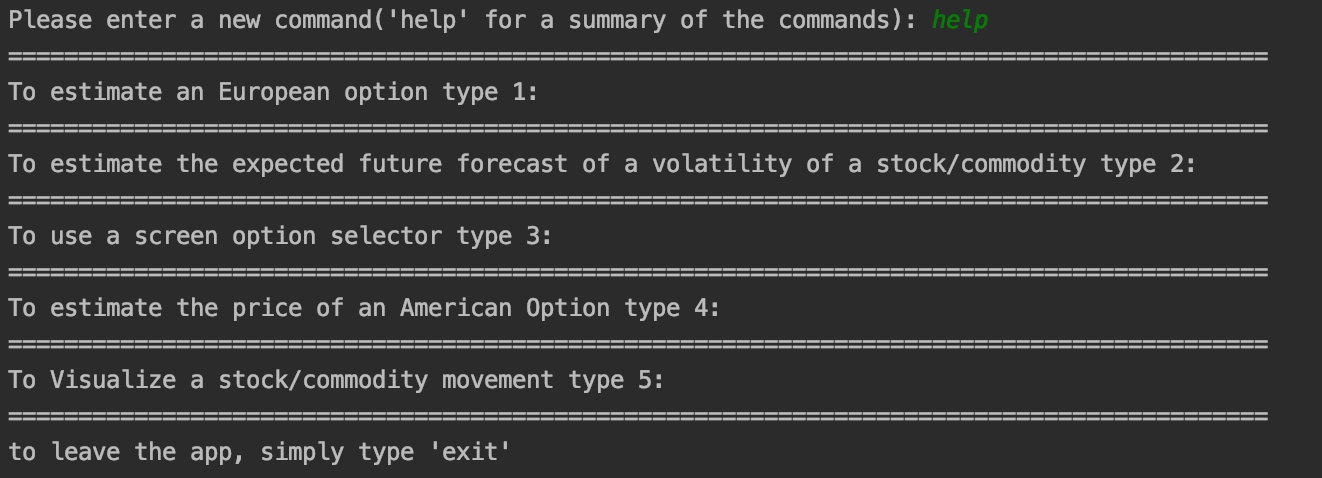 Please enter a new command('help' for a summary of the commands): help
==========================================================================================
To estimate an European option type 1:
==========================================================================================
To estimate the expected future forecast of a volatility of a stock/commodity type 2:
==========================================================================================
To use a screen option selector type 3:
==========================================================================================
To estimate the price of an American Option type 4:
==========================================================================================
To Visualize a stock/commodity movement type 5:
==========================================================================================
to leave the app, simply type 'exit'